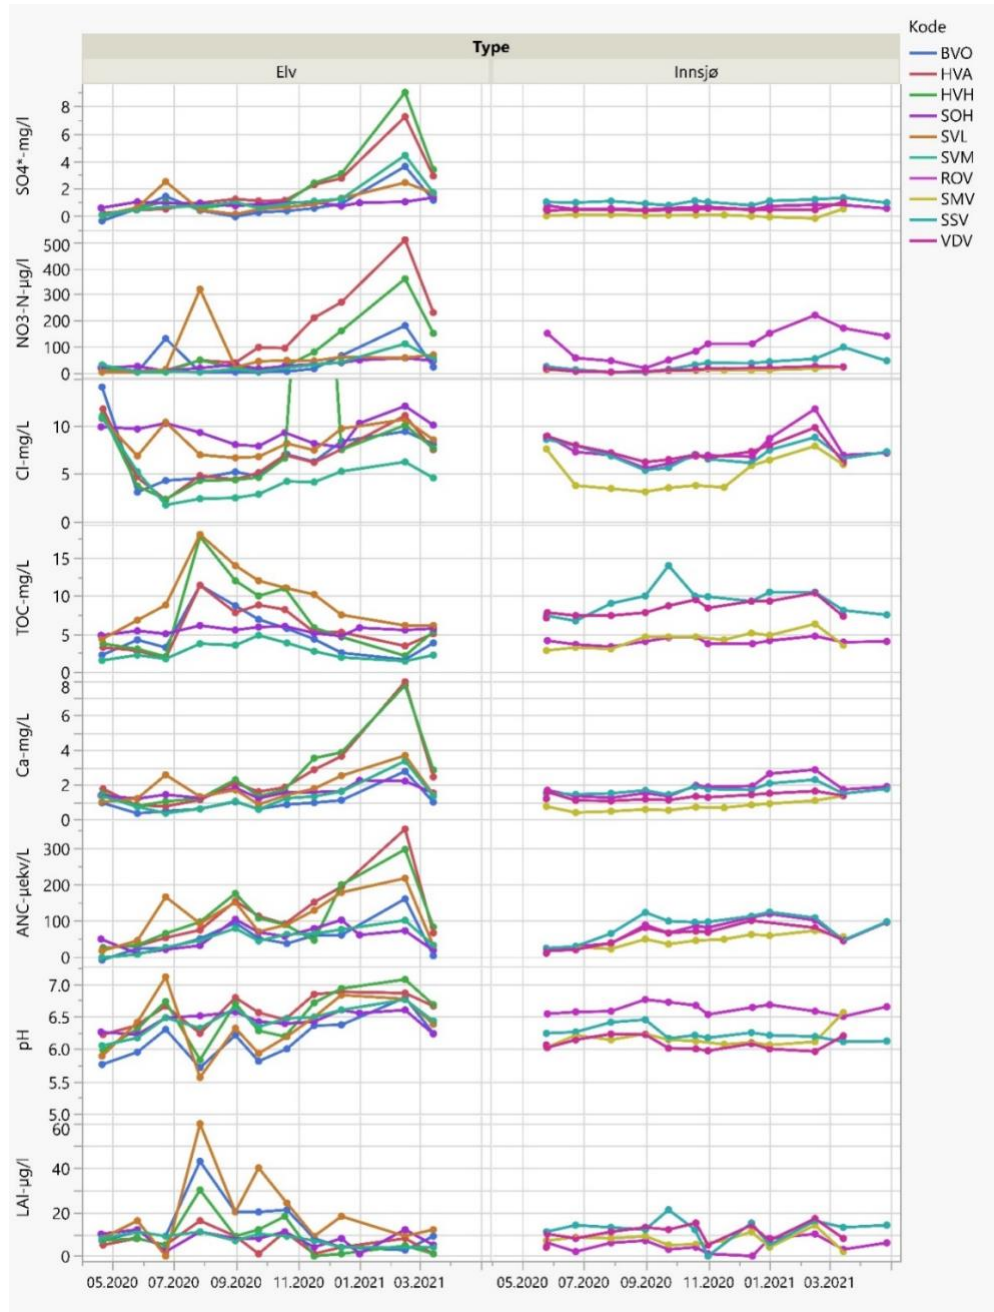 Kode
Type
BVO
Elv
Innsjø
HVA
HVH
SOH
SVL
SVM
ROV
SMV
SSV
VDV
SO4*-mg/l
8
6
4
2
0
NO3-N-µg/l
500
400
300
200
100
0
Cl-mg/L
10
5
0
TOC-mg/L
15
10
5
0
Ca-mg/L
8
6
4
2
0
ANC-µekv/L
300
200
100
0
pH
7.0
6.5
6.0
5.5
5.0
LAl-µg/l
60
40
20
0
05.2020 07.2020 09.2020 11.2020 01.2021 03.2021 05.2020 07.2020 09.2020 11.2020 01.2021 03.2021